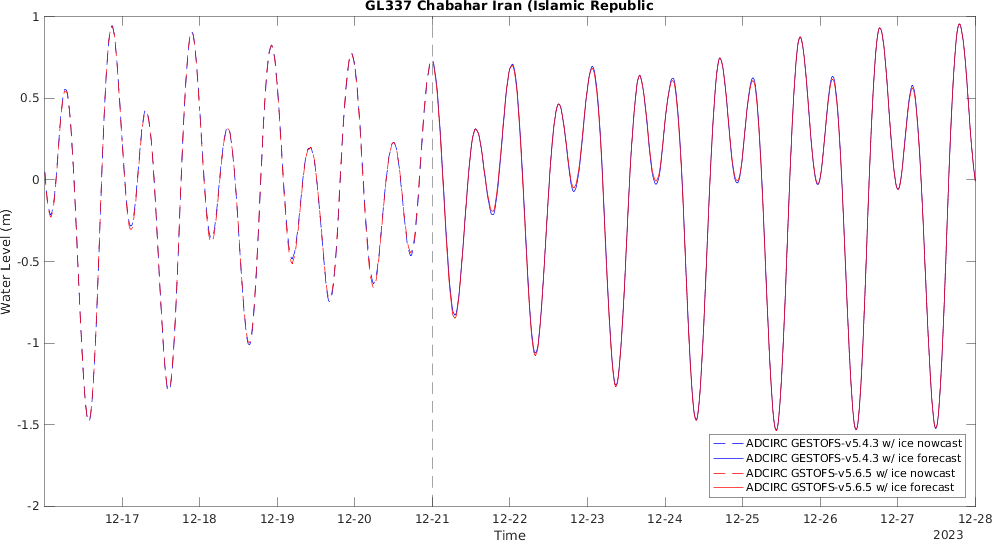 GL337 Chabahar Iran (Islamic Republic
1
0.5
0
-0.5
-1
-1.5
-2
Water Level (m)
ADCIRC GESTOFS-v5.4.3 w/ ice nowcast
ADCIRC GESTOFS-v5.4.3 w/ ice forecast
ADCIRC GSTOFS-v5.6.5 w/ ice nowcast
ADCIRC GSTOFS-v5.6.5 w/ ice forecast
12-17 12-18 12-19 12-20 12-21 12-22 12-23 12-24 12-25 12-26 12-27 12-28
Time
2023